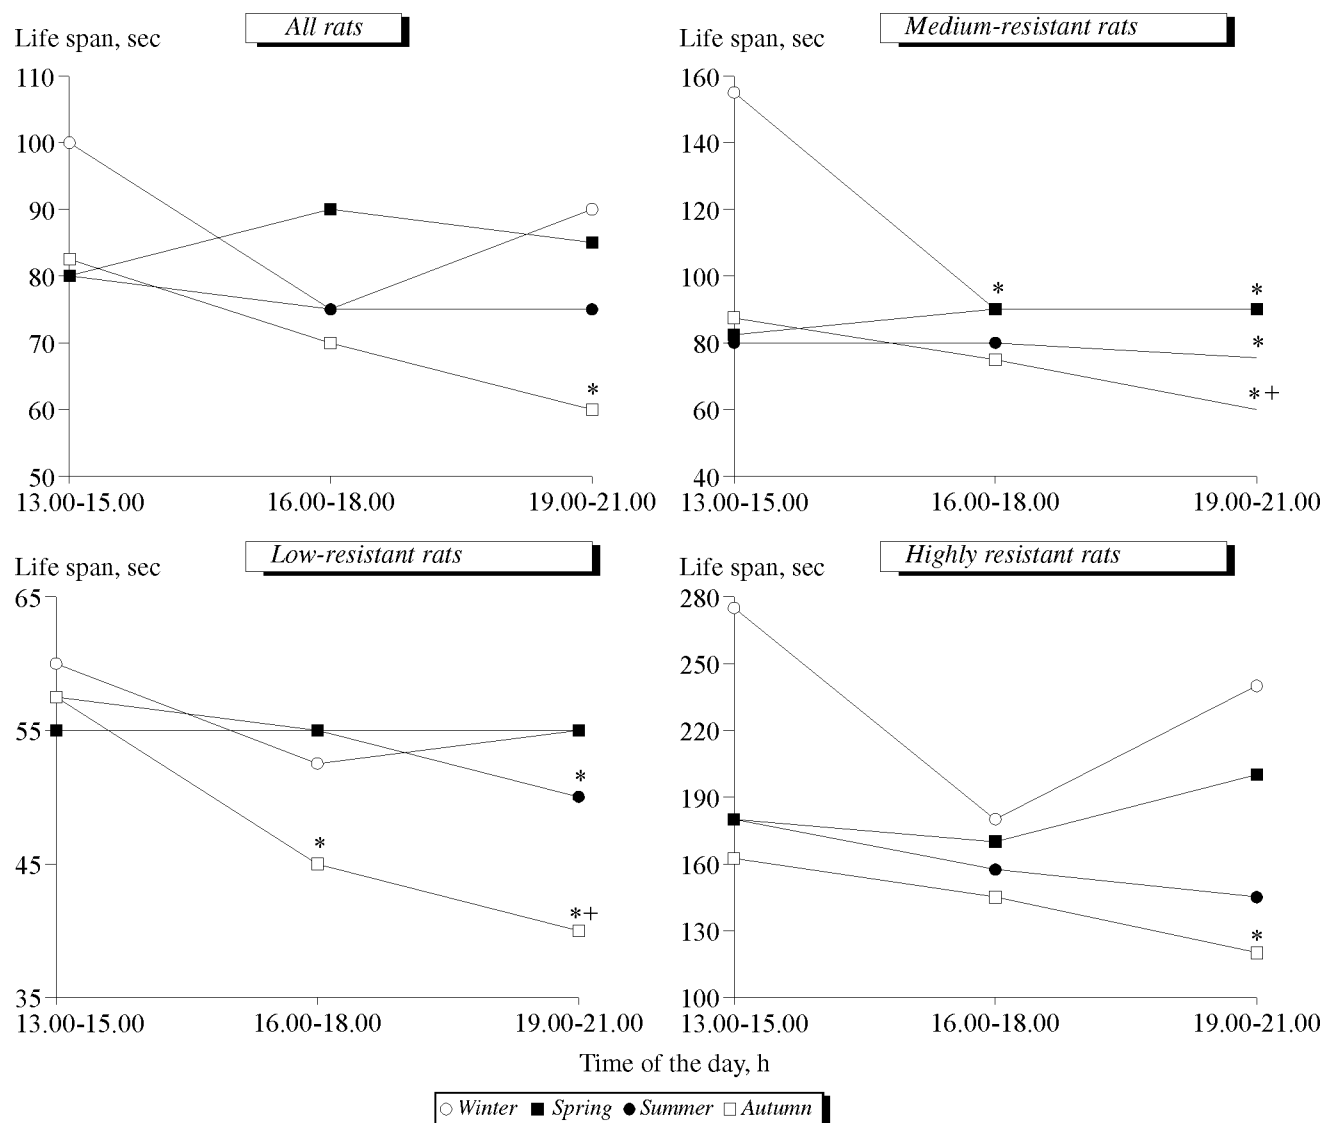 All rats
Life span, sec
110
100
90
80
70
60
50
*
13.00-15.00 16.00-18.00 19.00-21.00
Medium-resistant rats
Life span, sec
160
140
120
100
80
60
40
* *
*
*+
13.00-15.00 16.00-18.00 19.00-21.00
Low-resistant rats
Life span, sec
65
55
45
35
*
*
*+
13.00-15.00 16.00-18.00 19.00-21.00
Highly resistant rats
Life span, sec
280
250
220
190
160
130
100
*
13.00-15.00 16.00-18.00 19.00-21.00
Time of the day, h
Winter Spring Summer Autumn